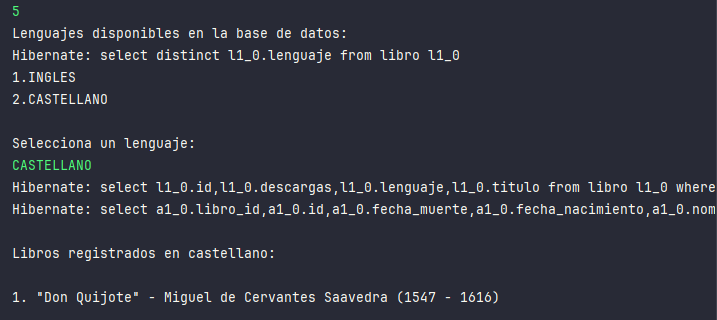 5
Lenguajes disponibles en la base de datos:
Hibernate: select distinct l1_0.lenguaje from libro l1_0
1.INGLES
2.CASTELLANO
Selecciona un lenguaje:
CASTELLANO
Hibernate: select l1_0.id,l1_0.descargas,l1_0.lenguaje,l1_0.titulo from libro l1_0 where
Hibernate: select a1_0.libro_id,a1_0.id,a1_0.fecha_muerte,a1_0.fecha_nacimiento,a1_0.nom
Libros registrados en castellano:
1. "Don Quijote" - Miguel de Cervantes Saavedra (1547 - 1616)